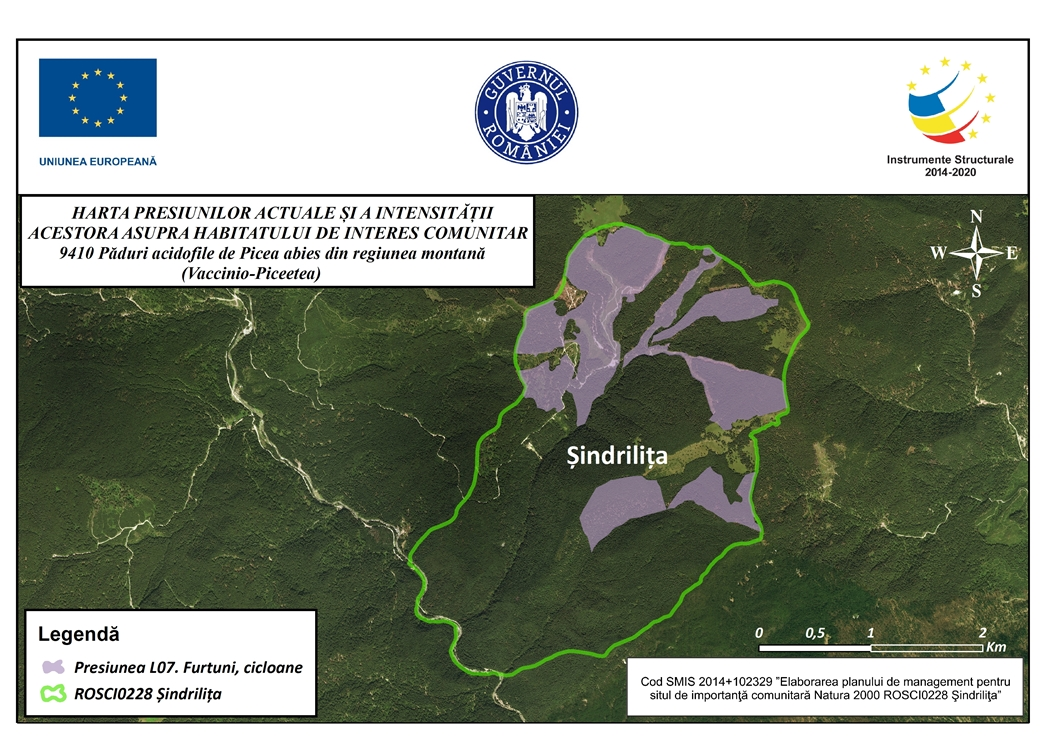 UNIUNEA EUROPEANĂ
GUVERNUL ROMÂNIEI
Instrumente Structurale
2014-2020
HARTA PRESIUNILOR ACTUALE ȘI A INTENSITĂȚII
ACESTORA ASUPRA HABITATULUI DE INTERES COMUNITAR
9410 Păduri acidofile de Picea abies din regiunea montană
(Vaccinio-Piceetea)
N
W E
S
Șindrilița
Legendă
Presiunea L07. Furtuni, cicloane
ROSCI0228 Șindrilița
0 0,5 1 2
Km
Cod SMIS 2014+102329 ”Elaborarea planului de management pentru
situl de importanţă comunitară Natura 2000 ROSCI0228 Şindriliţa”